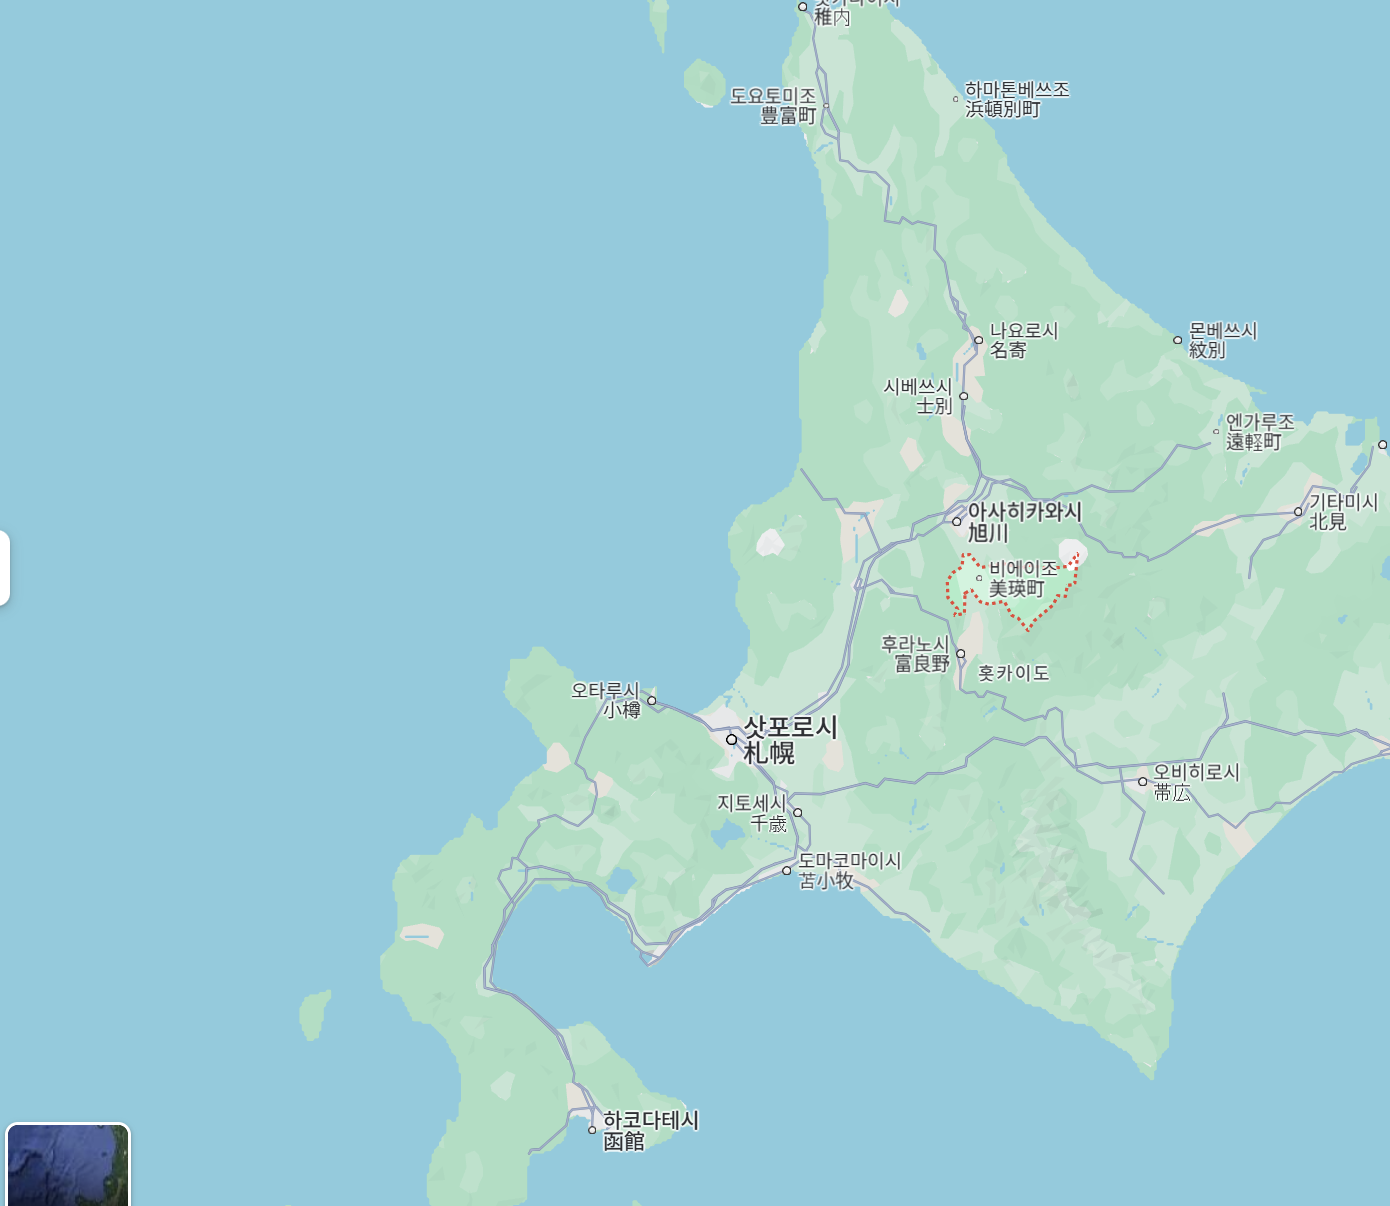 稚内
하마톤베쓰조
浜頓別町
도요토미조
豊富町
나요로시
名寄
몬베쓰시
紋別
시베쓰시
士別
엔가루조
遠軽町
기타미시
北見
아사히카와시
旭川
비에이조
美瑛町
후라노시
富良野
홋카이도
오타루시
小樽
삿포로시
札幌
오비히로시
帯広
지토세시
千歳
도마코마이시
苫小牧
하코다테시
函館